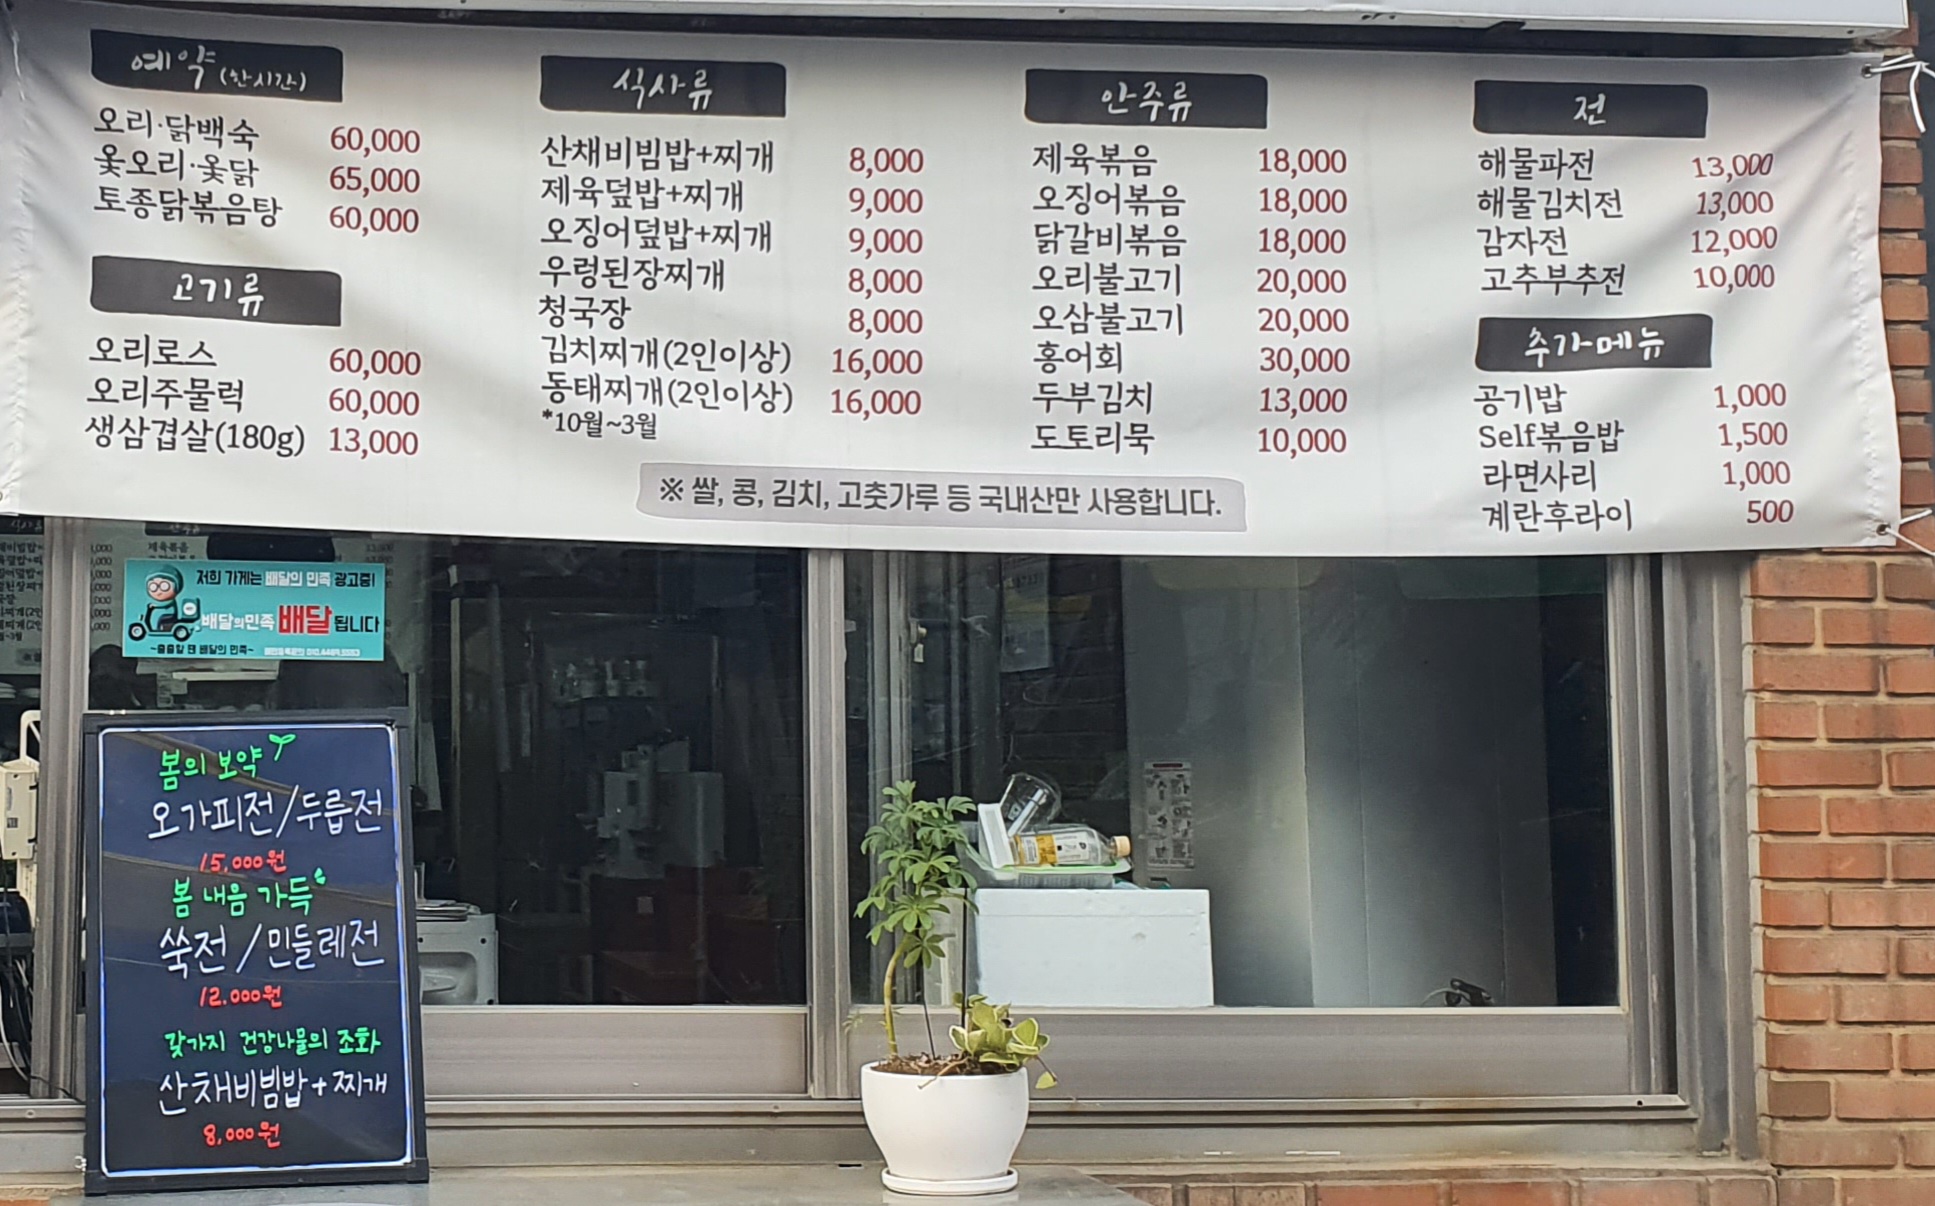 예약(한시간)
오리·닭백숙 60,000
옻오리·옻닭 65,000
토종닭볶음탕 60,000
고기류
오리로스 60,000
오리주물럭 60,000
생삼겹살(180g) 13,000
식사류
산채비빔밥+찌개 8,000
제육덮밥+찌개 9,000
오징어덮밥+찌개 9,000
우렁된장찌개 8,000
청국장 8,000
김치찌개(2인이상) 16,000
동태찌개(2인이상) 16,000
*10월~3월
안주류
제육볶음 18,000
오징어볶음 18,000
닭갈비볶음 18,000
오리불고기 20,000
오삼불고기 20,000
홍어회 30,000
두부김치 13,000
도토리묵 10,000
전
해물파전 13,000
해물김치전 13,000
감자전 12,000
고추부추전 10,000
추가메뉴
공기밥 1,000
Self볶음밥 1,500
라면사리 1,000
계란후라이 500
※ 쌀, 콩, 김치, 고춧가루 등 국내산만 사용합니다.
저희 가게는 배달의 민족 광고중!
배달의민족 배달 됩니다
~출출할 땐 배달의 민족~
봄의 보약
오가피전/두릅전
15,000원
봄 내음 가득
쑥전/민들레전
12.000원
갖가지 건강나물의 조화
산채비빔밥+찌개
8,000원